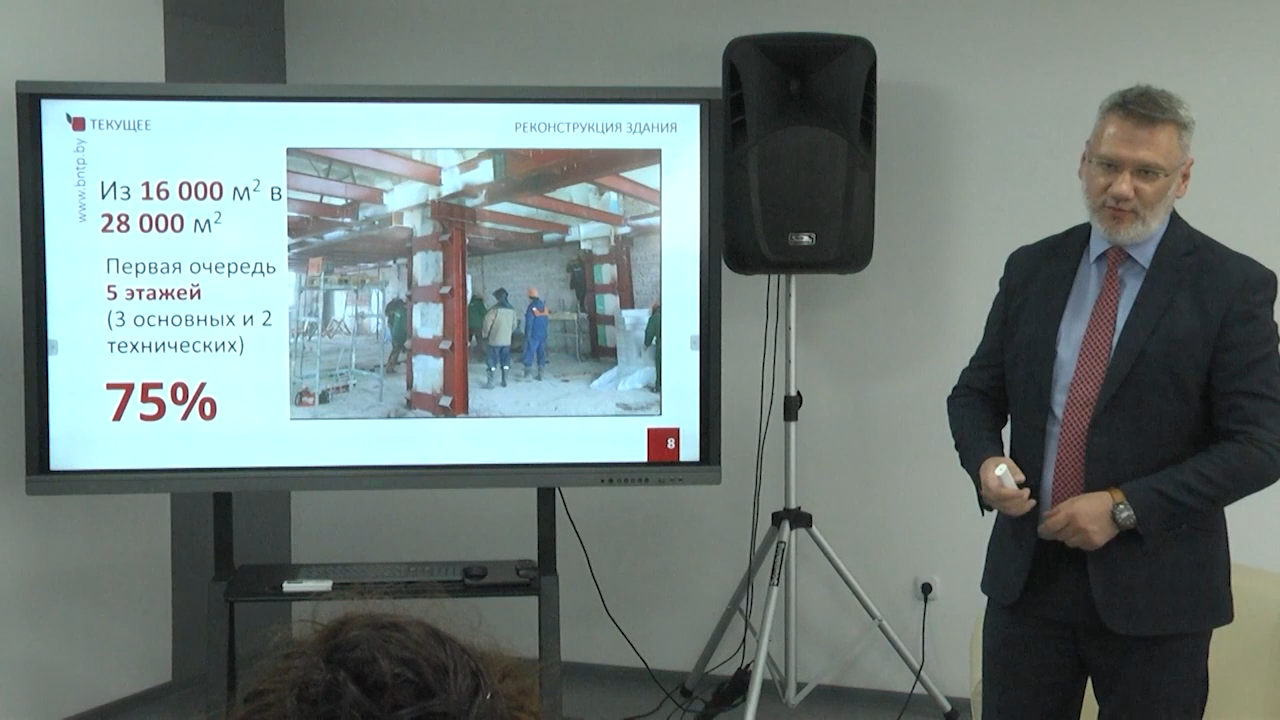 ТЕКУЩЕЕ
РЕКОНСТРУКЦИЯ ЗДАНИЯ
www.bntp.by
Из 16 000 м² в
28 000 м²
Первая очередь
5 этажей
(3 основных и 2
технических)
75%
8